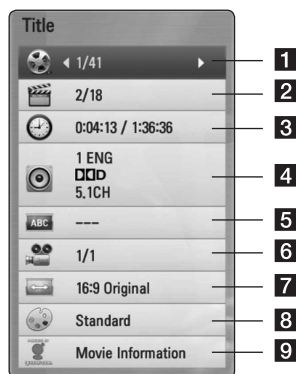 Title
1/41 1
2/18 2
0:04:13 / 1:36:36 3
1 ENG
5.1CH
4
ABC --- 5
1/1 6
16:9 Original 7
Standard 8
Movie Information 9